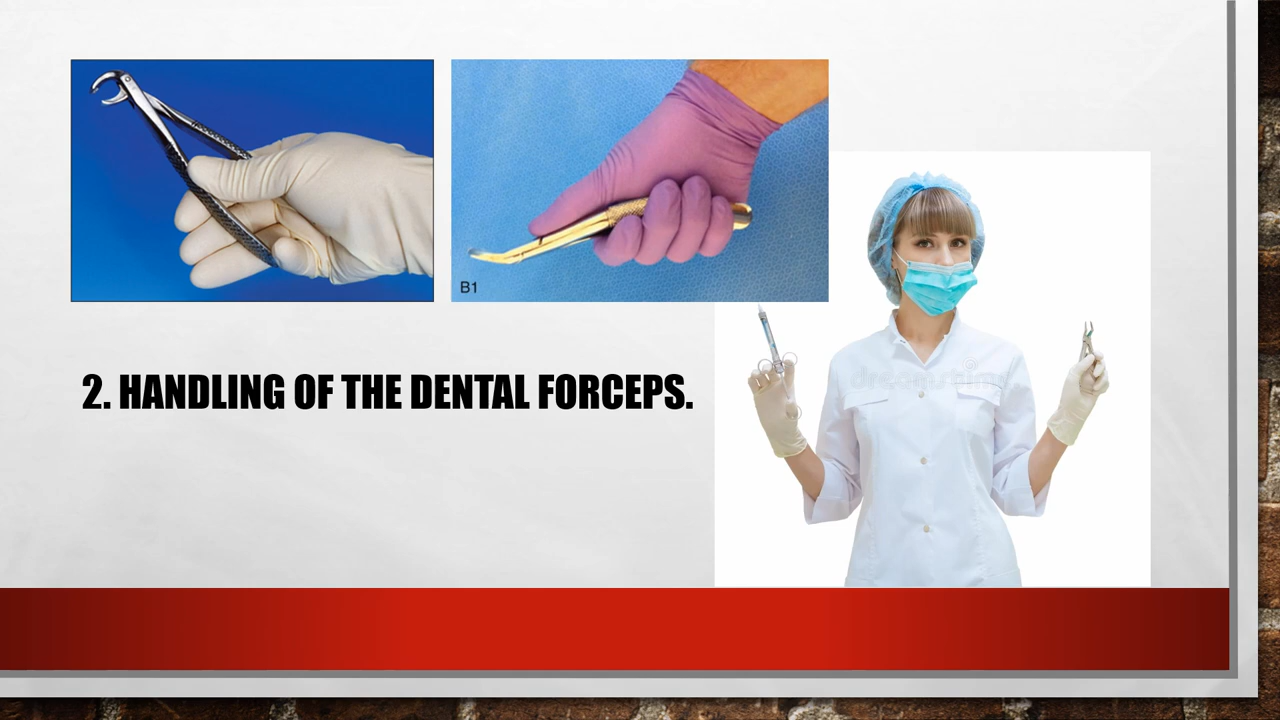 B1
2. HANDLING OF THE DENTAL FORCEPS.